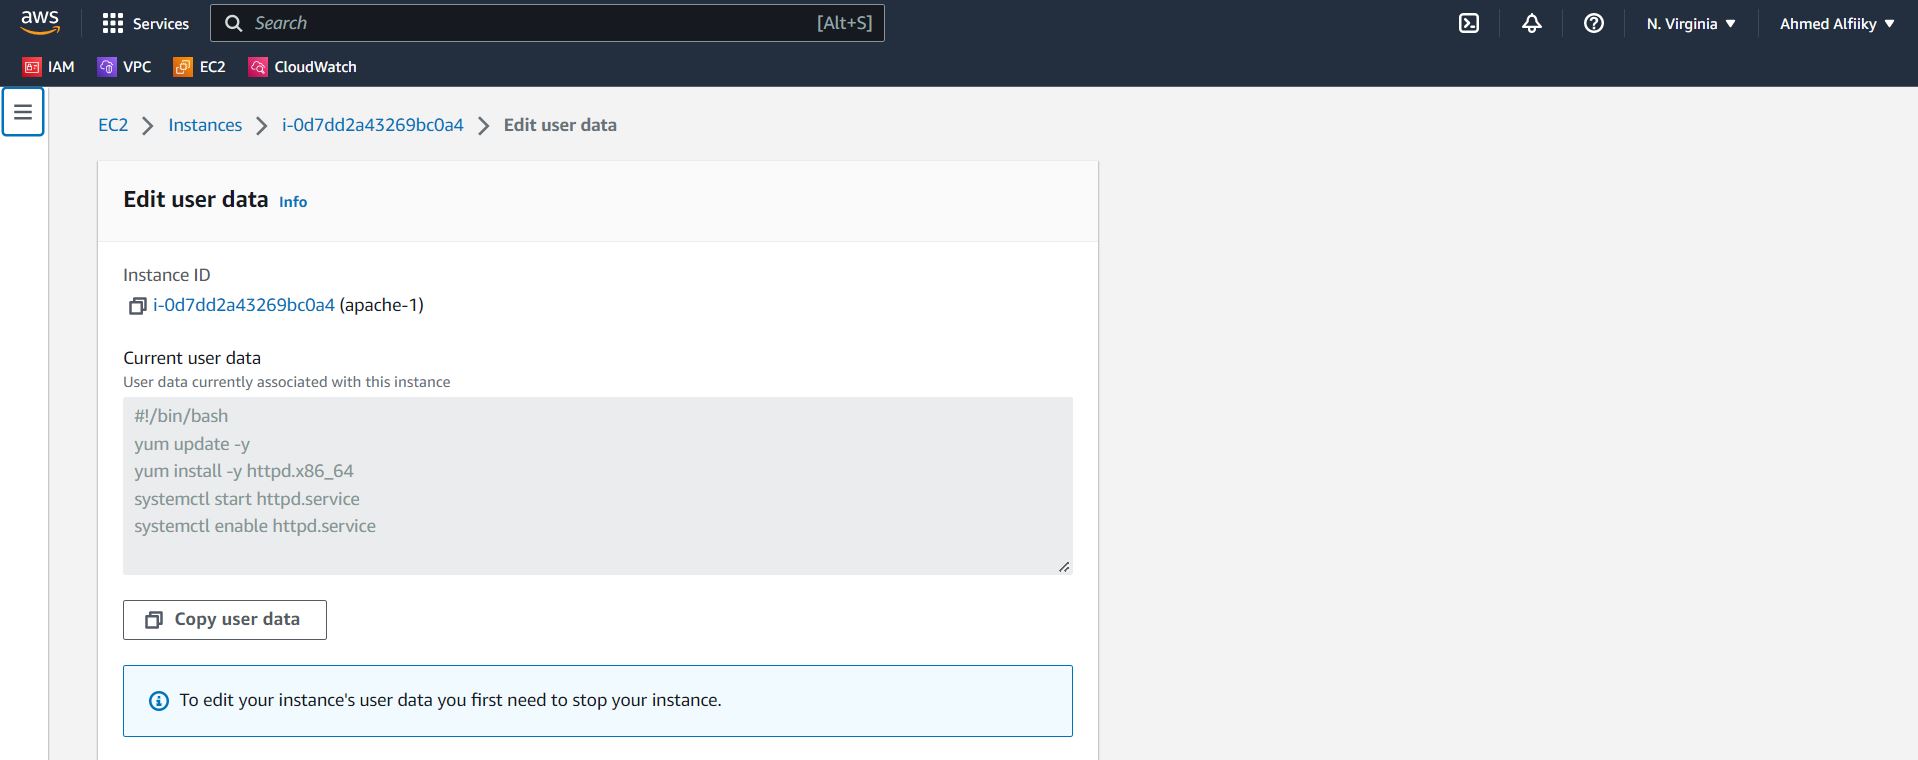 aws Services Search [Alt+S] N. Virginia Ahmed Alfiiky
IAM VPC EC2 CloudWatch
EC2 Instances i-0d7dd2a43269bc0a4 Edit user data
Edit user data Info
Instance ID
i-0d7dd2a43269bc0a4 (apache-1)
Current user data
User data currently associated with this instance
#!/bin/bash
yum update -y
yum install -y httpd.x86_64
systemctl start httpd.service
systemctl enable httpd.service
Copy user data
To edit your instance's user data you first need to stop your instance.